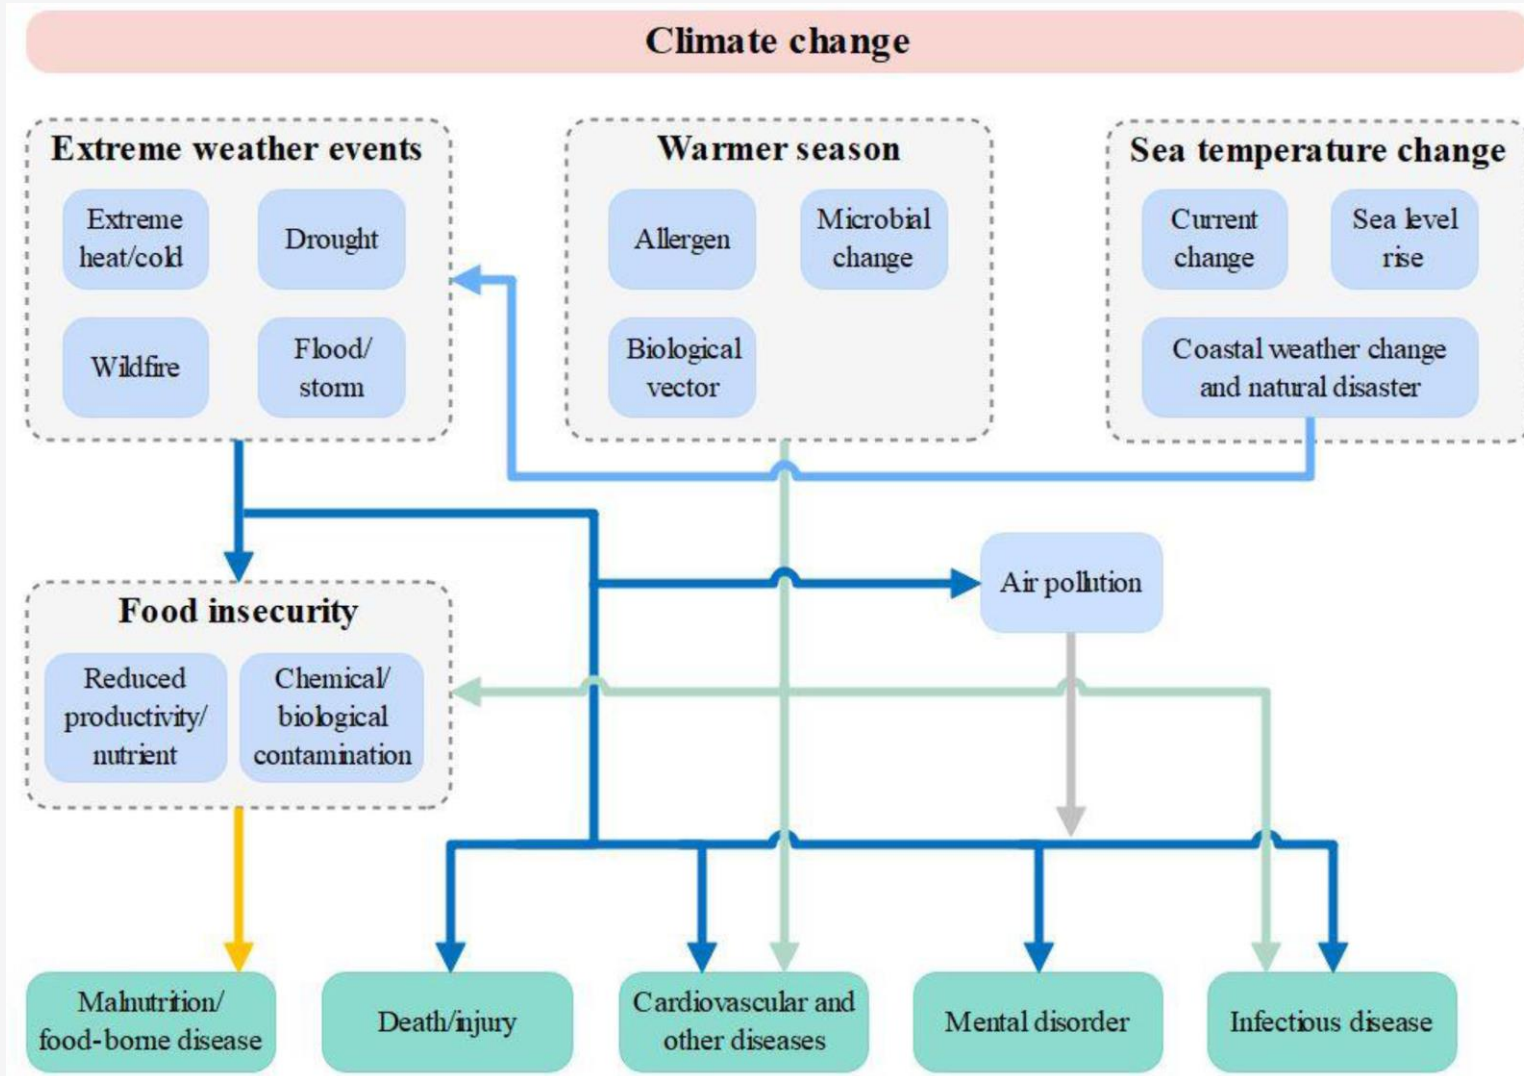 Climate change
Extreme weather events
Extreme
heat/cold
Drought
Wildfire
Flood/
storm
Warmer season
Allergen
Microbial
change
Biological
vector
Sea temperature change
Current
change
Sea level
rise
Coastal weather change
and natural disaster
Air pollution
Food insecurity
Reduced
productivity/
nutrient
Chemical/
biological
contamination
Malnutrition/
food-borne disease
Death/injury
Cardiovascular and
other diseases
Mental disorder
Infectious disease